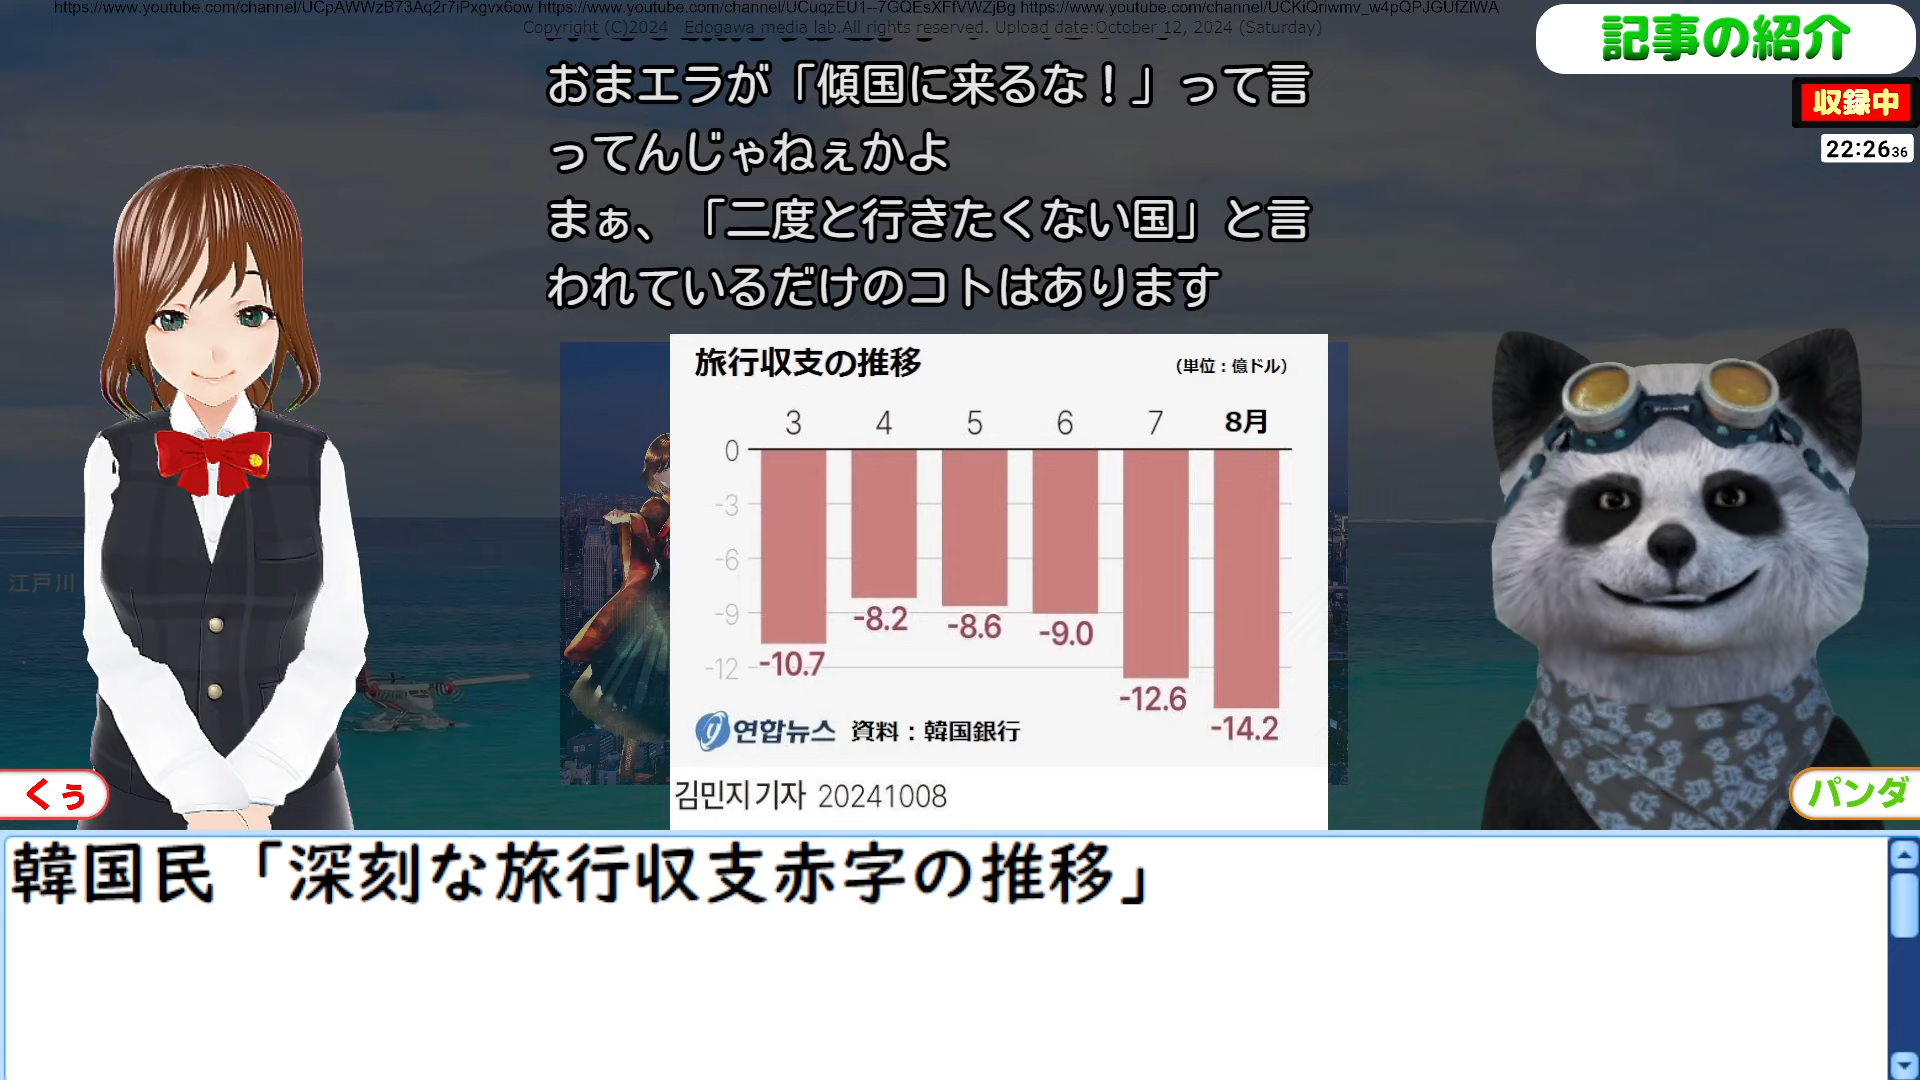 https://www.youtube.com/channel/UCpAWWzB73Aq2r7iPxgvx6ow https://www.youtube.com/channel/UCuqzEU1--7GQEsXFfVWZjBg https://www.youtube.com/channel/UCKiQriwmv_w4pQPJGUfZlWA
Copyright (C)2024 Edogawa media lab.All rights reserved. Upload date:October 12, 2024 (Saturday)
記事の紹介
収録中
22:26 36
おまエラが「傾国に来るな！」って言
ってんじゃねぇかよ
まぁ、「二度と行きたくない国」と言
われているだけのコトはあります
旅行収支の推移
（単位：億ドル）
3 4 5 6 7 8月
0
-3
-6
-9
-12
-10.7
-8.2
-8.6
-9.0
-12.6
-14.2
연합뉴스 資料：韓国銀行
김민지 기자 20241008
江戸川
くぅ
パンダ
韓国民「深刻な旅行収支赤字の推移」